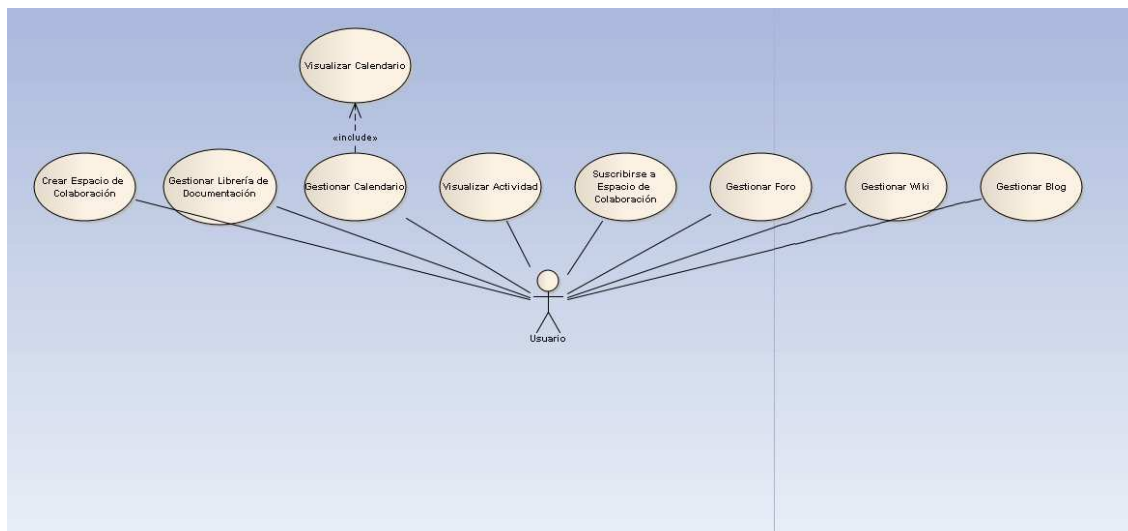 Visualizar Calendario
«include»
Crear Espacio de
Colaboración
Gestionar Librería de
Documentación
Gestionar Calendario
Visualizar Actividad
Suscribirse a
Espacio de
Colaboración
Gestionar Foro
Gestionar Wiki
Gestionar Blog
Usuario